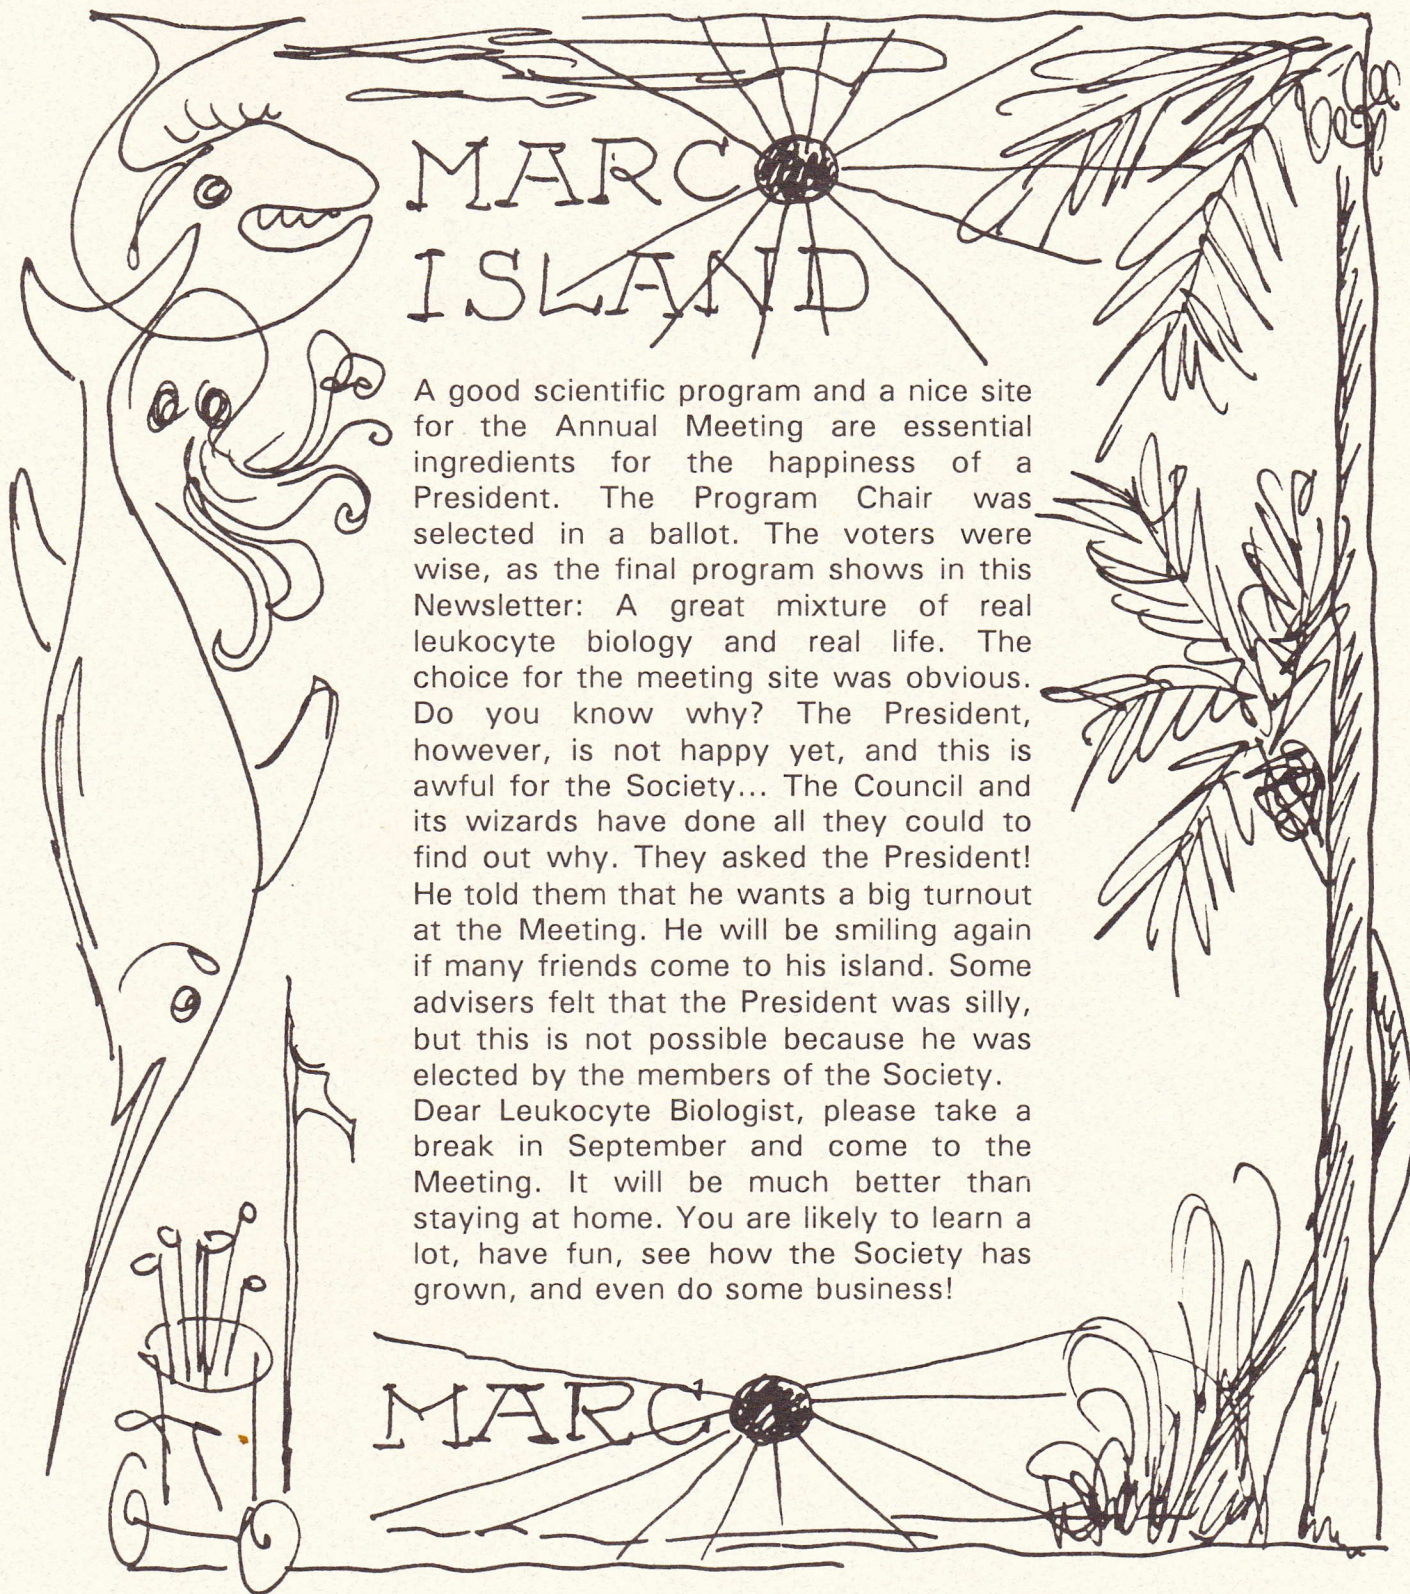 MARCO
ISLAND
A good scientific program and a nice site
for the Annual Meeting are essential
ingredients for the happiness of a
President. The Program Chair was
selected in a ballot. The voters were
wise, as the final program shows in this
Newsletter: A great mixture of real
leukocyte biology and real life. The
choice for the meeting site was obvious.
Do you know why? The President,
however, is not happy yet, and this is
awful for the Society... The Council and
its wizards have done all they could to
find out why. They asked the President!
He told them that he wants a big turnout
at the Meeting. He will be smiling again
if many friends come to his island. Some
advisers felt that the President was silly,
but this is not possible because he was
elected by the members of the Society.
Dear Leukocyte Biologist, please take a
break in September and come to the
Meeting. It will be much better than
staying at home. You are likely to learn a
lot, have fun, see how the Society has
grown, and even do some business!
MARCO